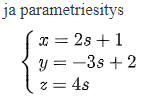 ja parametriesitys
x = 2s + 1
y = −3s + 2
z = 4s